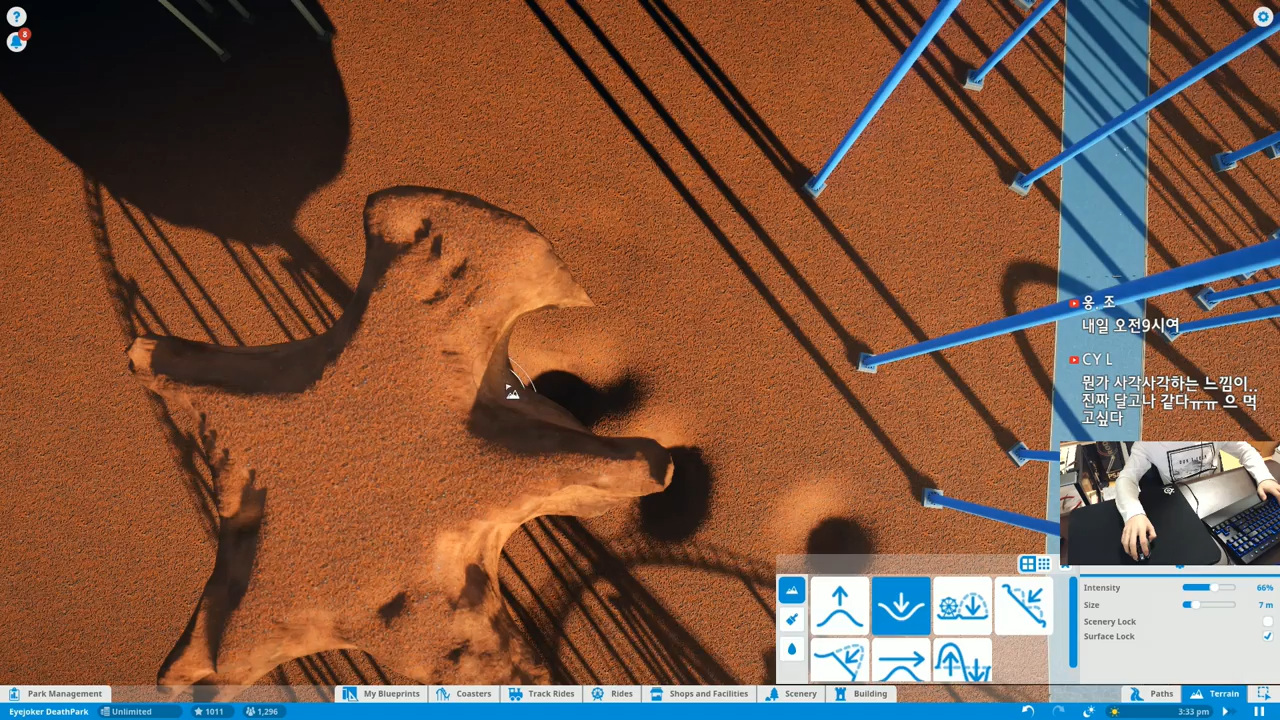 ?
8
옹 조
내일 오전9시여
CY L
뭔가 사각사각하는 느낌이..
진짜 달고나 같다ㅠㅠ 으 먹
고싶다
Intensity 66%
Size 7 m
Scenery Lock
Surface Lock
Park Management My Blueprints Coasters Track Rides Rides Shops and Facilities Scenery Building Paths Terrain
Eyejoker DeathPark Unlimited 1011 1,296 3:33 pm